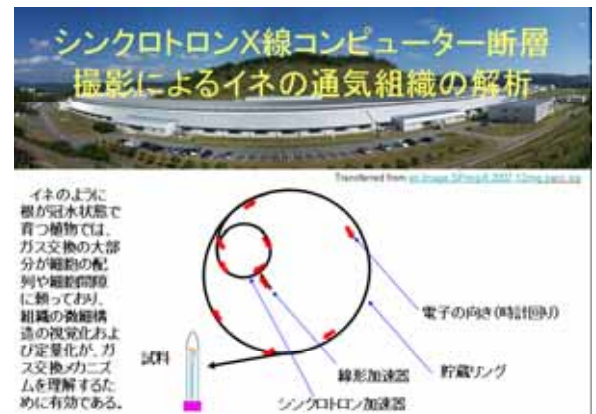 シンクロトロンX線コンピューター断層
撮影によるイネの通気組織の解析
Transferred from
イネのように
根が冠水状態で
育つ植物では、
ガス交換の大部
分が細胞の配
列や細胞間隙
に頼っており、
組織の微細構
造の視覚化およ
び定量化が、ガ
ス交換メカニズ
ムを理解するた
めに有効である。
試料
電子の向き(時計回り)
線形加速器
貯蔵リング
シンクロトロン加速器